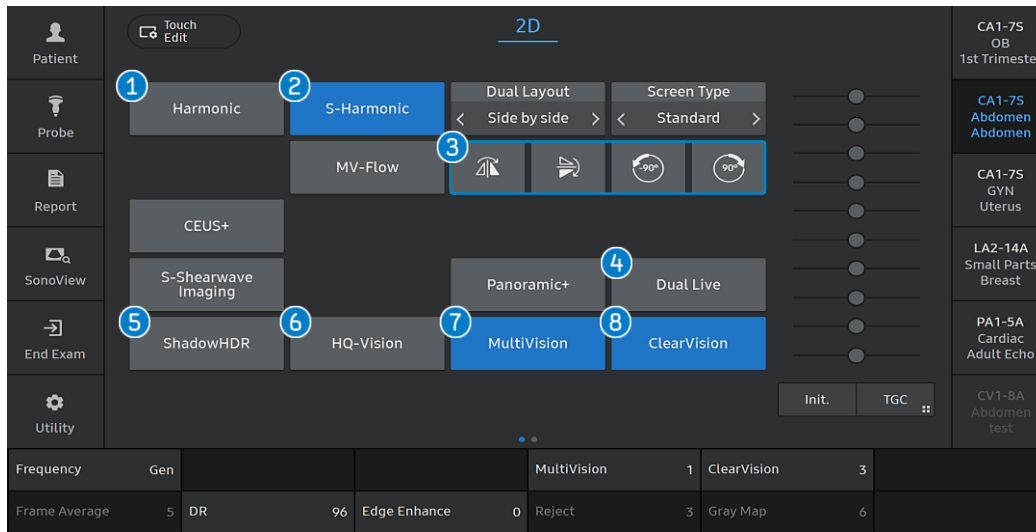 Patient
Probe
Report
SonoView
End Exam
Utility
Touch
Edit
2D
1
Harmonic
2
S-Harmonic
Dual Layout
< Side by side >
Screen Type
< Standard >
MV-Flow
3
-90°
90°
CEUS+
S-Shearwave
Imaging
Panoramic+
4
Dual Live
5
ShadowHDR
6
HQ-Vision
7
MultiVision
8
ClearVision
Init.
TGC
CA1-7S
OB
1st Trimeste
CA1-7S
Abdomen
Abdomen
CA1-7S
GYN
Uterus
LA2-14A
Small Parts
Breast
PA1-5A
Cardiac
Adult Echo
CV1-8A
Abdomen
test
Frequency Gen
MultiVision 1
ClearVision 3
Frame Average 5
DR 96
Edge Enhance 0
Reject 3
Gray Map 6